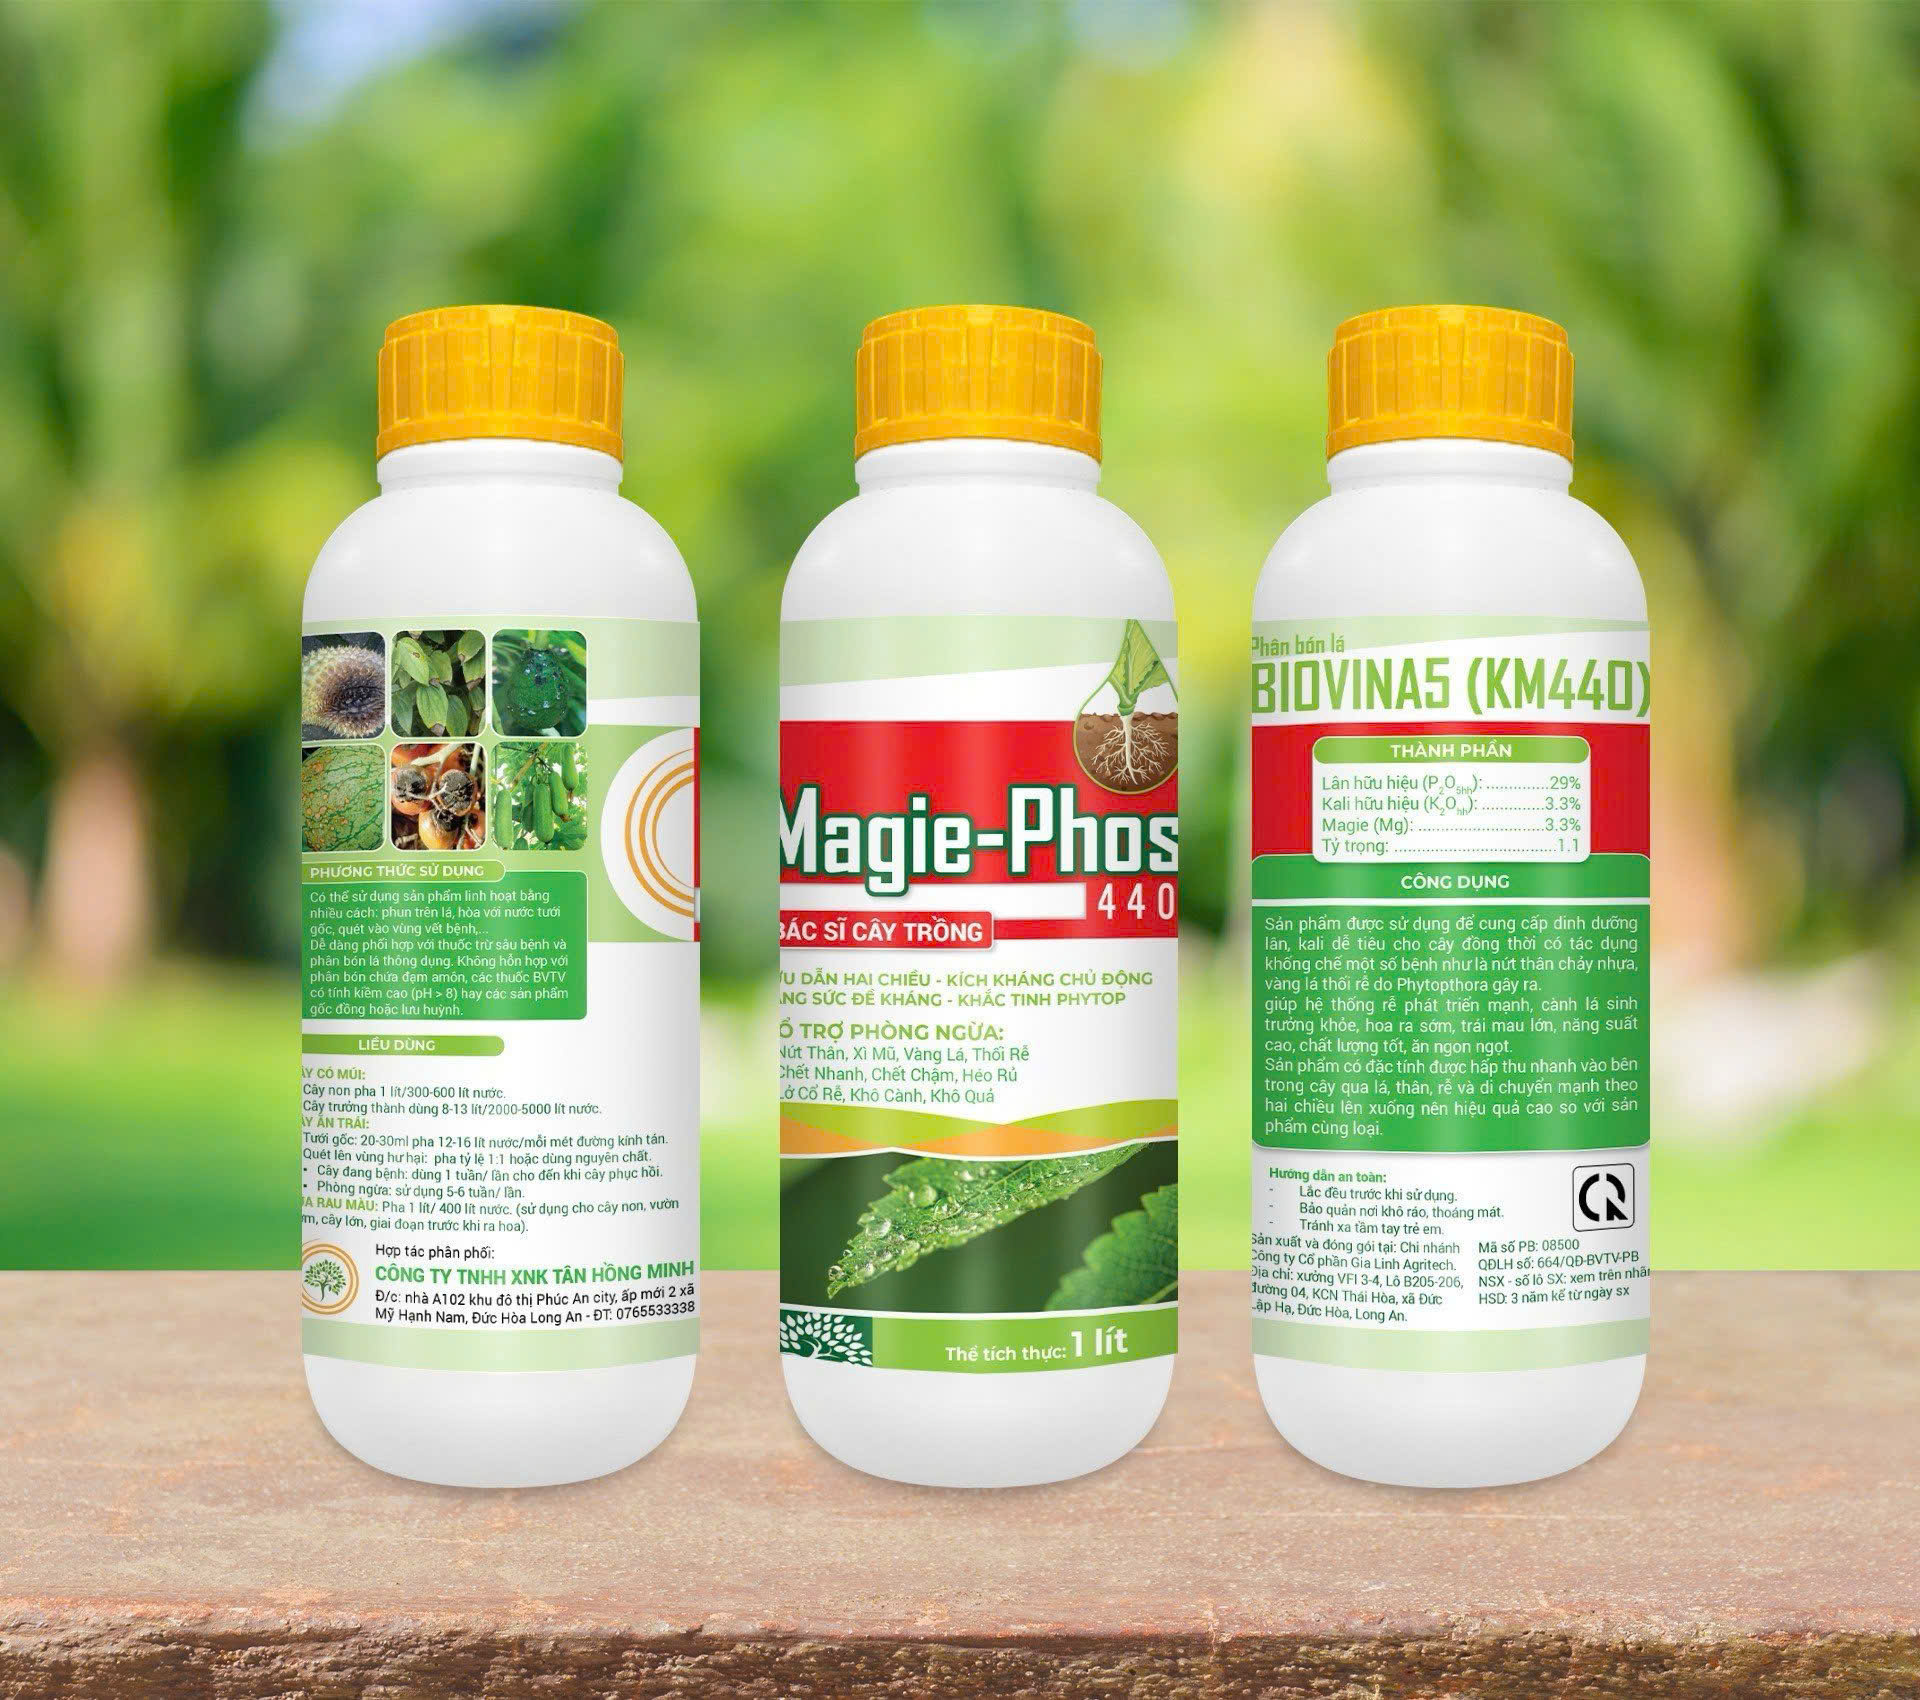 PHƯƠNG THỨC SỬ DỤNG
Có thể sử dụng sản phẩm linh hoạt bằng
nhiều cách: phun trên lá, hòa với nước tưới
gốc, quét vào vùng vết bệnh,...
Dễ dàng phối hợp với thuốc trừ sâu bệnh và
phân bón lá thông dụng. Không hỗn hợp với
phân bón chứa đạm amôn, các thuốc BVTV
có tính kiềm cao (pH > 8) hay các sản phẩm
gốc đồng hoặc lưu huỳnh.
LIỀU DÙNG
CÓ MÚI:
Cây non pha 1 lít/300-600 lít nước.
Cây trưởng thành dùng 8-13 lít/2000-5000 lít nước.
ĂN TRÁI:
Tưới gốc: 20-30ml pha 12-16 lít nước/mỗi mét đường kính tán.
Quét lên vùng hư hại: pha tỷ lệ 1:1 hoặc dùng nguyên chất.
• Cây đang bệnh: dùng 1 tuần/ lần cho đến khi cây phục hồi.
• Phòng ngừa: sử dụng 5-6 tuần/ lần.
RAU MÀU: Pha 1 lít/ 400 lít nước. (sử dụng cho cây non, vườn
cây lớn, giai đoạn trước khi ra hoa).
Hợp tác phân phối:
CÔNG TY TNHH XNK TÂN HỒNG MINH
Đ/c: nhà A102 khu đô thị Phúc An city, ấp mới 2 xã
Mỹ Hạnh Nam, Đức Hòa Long An - ĐT: 0765533338
Magie-Phos
440
BÁC SĨ CÂY TRỒNG
DẪN HAI CHIỀU - KÍCH KHÁNG CHỦ ĐỘNG
SỨC ĐỀ KHÁNG - KHẮC TINH PHYTOP
TRỢ PHÒNG NGỪA:
Nứt Thân, Xì Mủ, Vàng Lá, Thối Rễ
Chết Nhanh, Chết Chậm, Héo Rủ
Lở Cổ Rễ, Khô Cành, Khô Quả
Thể tích thực: 1 lít
Phân bón lá
BIOVINA5 (KM440)
THÀNH PHẦN
Lân hữu hiệu (P2O5hh): ..............29%
Kali hữu hiệu (K2Ohh): ..............3.3%
Magie (Mg): ............................3.3%
Tỷ trọng: ....................................1.1
CÔNG DỤNG
Sản phẩm được sử dụng để cung cấp dinh dưỡng
lân, kali dễ tiêu cho cây đồng thời có tác dụng
khống chế một số bệnh như là nứt thân chảy nhựa,
vàng lá thối rễ do Phytopthora gây ra.
giúp hệ thống rễ phát triển mạnh, cành lá sinh
trưởng khỏe, hoa ra sớm, trái mau lớn, năng suất
cao, chất lượng tốt, ăn ngon ngọt.
Sản phẩm có đặc tính được hấp thu nhanh vào bên
trong cây qua lá, thân, rễ và di chuyển mạnh theo
hai chiều lên xuống nên hiệu quả cao so với sản
phẩm cùng loại.
Hướng dẫn an toàn:
- Lắc đều trước khi sử dụng.
- Bảo quản nơi khô ráo, thoáng mát.
- Tránh xa tầm tay trẻ em.
Sản xuất và đóng gói tại: Chi nhánh
Công ty Cổ phần Gia Linh Agritech.
Địa chỉ: xưởng VFI 3-4, Lô B205-206,
đường 04, KCN Thái Hòa, xã Đức
Lập Hạ, Đức Hòa, Long An.
Mã số PB: 08500
QĐLH số: 664/QĐ-BVTV-PB
NSX - số lô SX: xem trên nhãn
HSD: 3 năm kể từ ngày sx